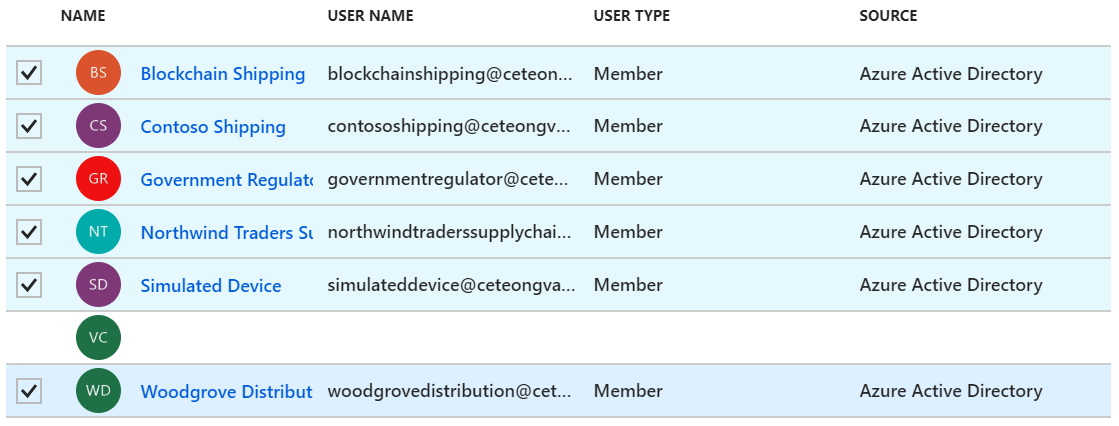 NAME USER NAME USER TYPE SOURCE
BS Blockchain Shipping blockchainshipping@ceteon... Member Azure Active Directory
CS Contoso Shipping contososhipping@ceteongv... Member Azure Active Directory
GR Government Regulato governmentregulator@cete... Member Azure Active Directory
NT Northwind Traders Su northwindtraderssupplychai... Member Azure Active Directory
SD Simulated Device simulateddevice@ceteongva... Member Azure Active Directory
VC
WD Woodgrove Distribut woodgrovedistribution@cet... Member Azure Active Directory